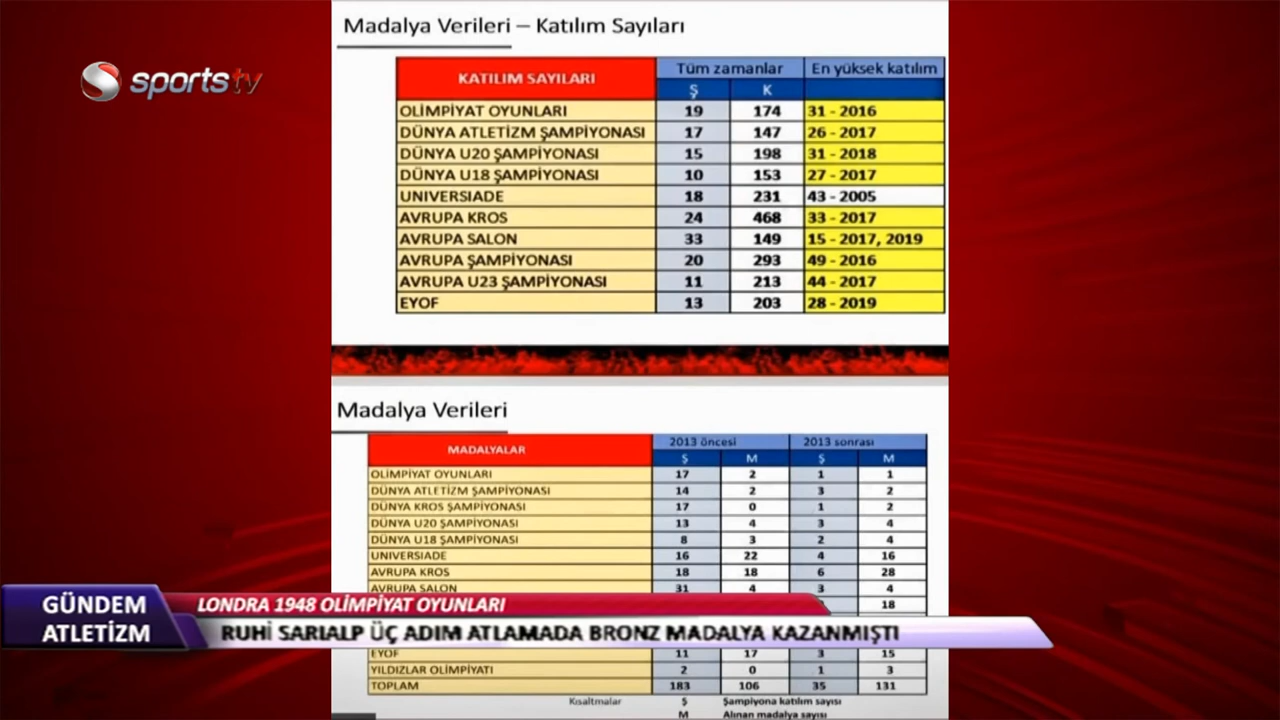 Madalya Verileri – Katılım Sayıları
sportstv
KATILIM SAYILARI Tüm zamanlar En yüksek katılım
Ş K
OLİMPİYAT OYUNLARI 19 174 31 - 2016
DÜNYA ATLETİZM ŞAMPİYONASI 17 147 26 - 2017
DÜNYA U20 ŞAMPİYONASI 15 198 31 - 2018
DÜNYA U18 ŞAMPİYONASI 10 153 27 - 2017
UNIVERSIADE 18 231 43 - 2005
AVRUPA KROS 24 468 33 - 2017
AVRUPA SALON 33 149 15 - 2017, 2019
AVRUPA ŞAMPİYONASI 20 293 49 - 2016
AVRUPA U23 ŞAMPİYONASI 11 213 44 - 2017
EYOF 13 203 28 - 2019
Madalya Verileri
MADALYALAR 2013 öncesi 2013 sonrası
Ş M Ş M
OLİMPİYAT OYUNLARI 17 2 1 1
DÜNYA ATLETİZM ŞAMPİYONASI 14 2 3 2
DÜNYA KROS ŞAMPİYONASI 17 0 1 2
DÜNYA U20 ŞAMPİYONASI 13 4 3 4
DÜNYA U18 ŞAMPİYONASI 8 3 2 4
UNIVERSIADE 16 22 4 16
AVRUPA KROS 18 18 6 28
AVRUPA SALON 31 4 3 4
18
GÜNDEM
ATLETİZM
LONDRA 1948 OLİMPİYAT OYUNLARI
RUHİ SARIALP ÜÇ ADIM ATLAMADA BRONZ MADALYA KAZANMIŞTI
EYOF 11 17 3 15
YILDIZLAR OLİMPİYATI 2 0 1 3
TOPLAM 183 106 35 131
Kısaltmalar Ş Şampiyona katılım sayısı
M Alınan madalya sayısı